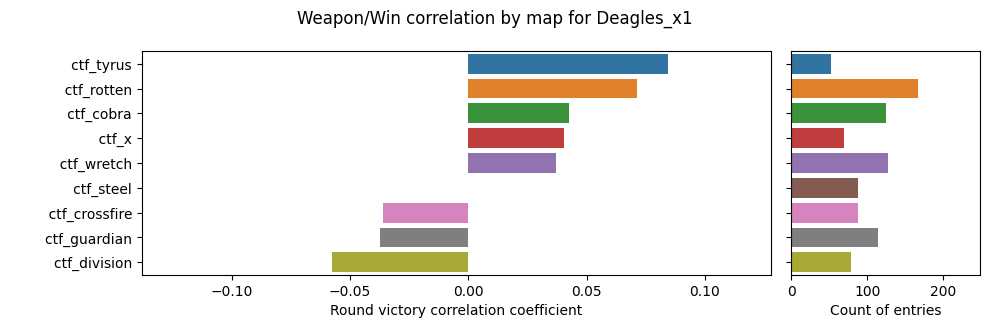 Weapon/Win correlation by map for Deagles_x1
ctf_tyrus
ctf_rotten
ctf_cobra
ctf_x
ctf_wretch
ctf_steel
ctf_crossfire
ctf_guardian
ctf_division
−0.10 −0.05 0.00 0.05 0.10
0 100 200
Round victory correlation coefficient
Count of entries